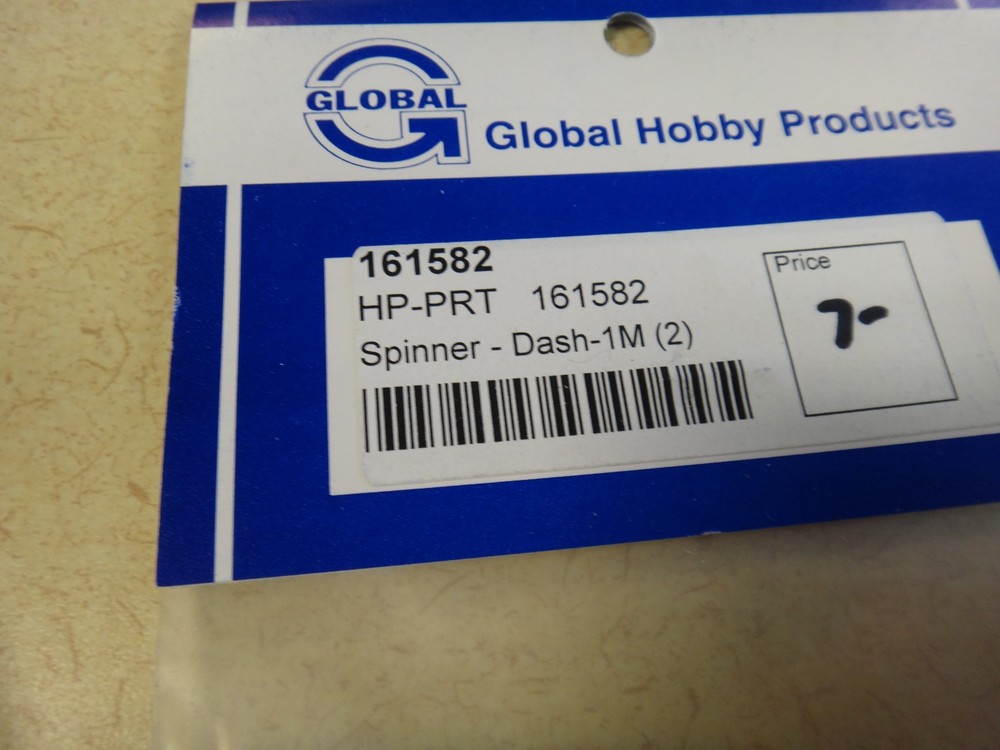 GLOBAL
Global Hobby Products
161582
HP-PRT 161582
Spinner - Dash-1M (2)
Price
7-